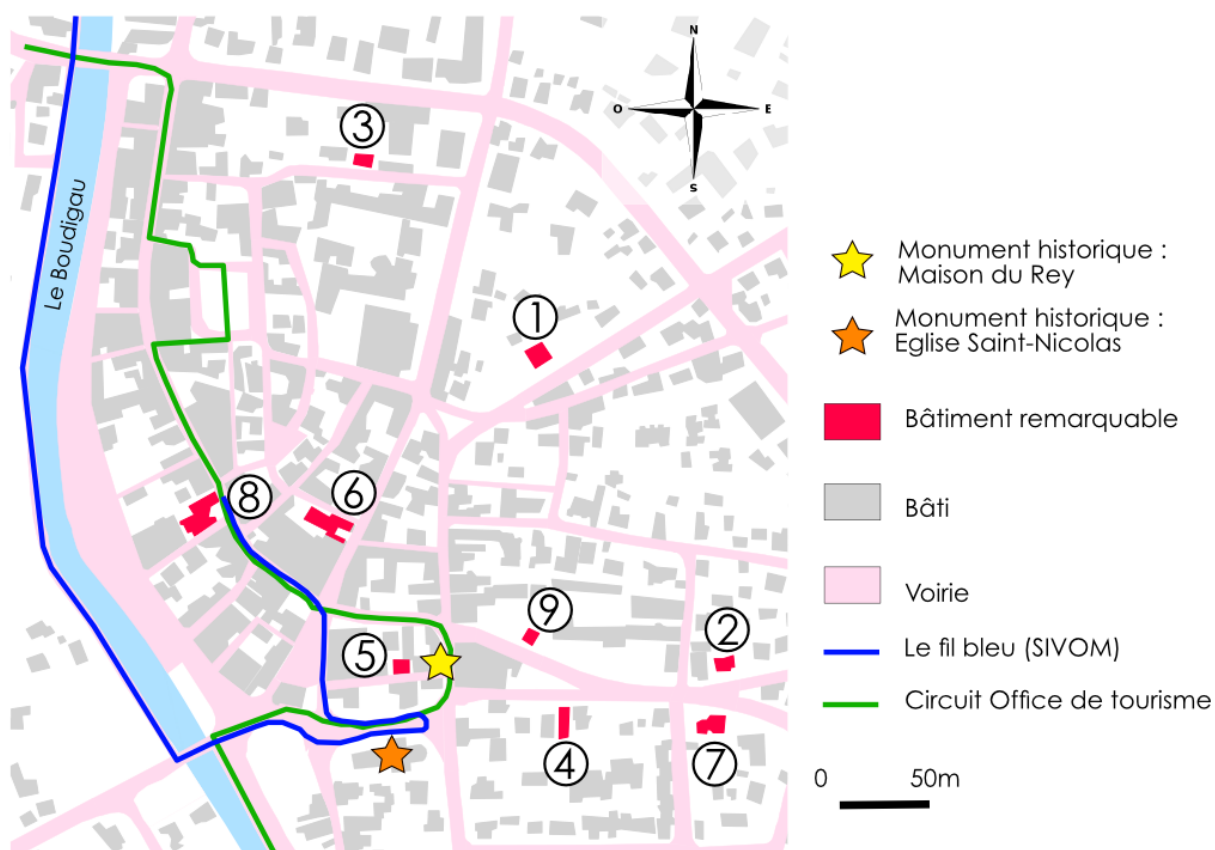 N
O
E
S
Le Boudigau
3
1
8
6
9
2
5
4
7
Monument historique :
Maison du Rey
Monument historique :
Eglise Saint-Nicolas
Bâtiment remarquable
Bâti
Voirie
Le fil bleu (SIVOM)
Circuit Office de tourisme
0 50m